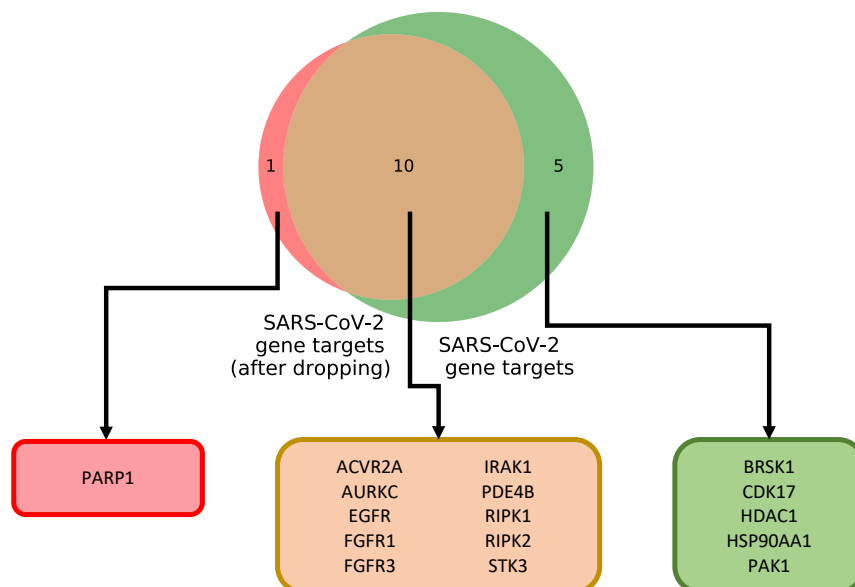 1
10
5
SARS-CoV-2
gene targets
(after dropping)
SARS-CoV-2
gene targets
PARP1
ACVR2A
AURKC
EGFR
FGFR1
FGFR3
IRAK1
PDE4B
RIPK1
RIPK2
STK3
BRSK1
CDK17
HDAC1
HSP90AA1
PAK1